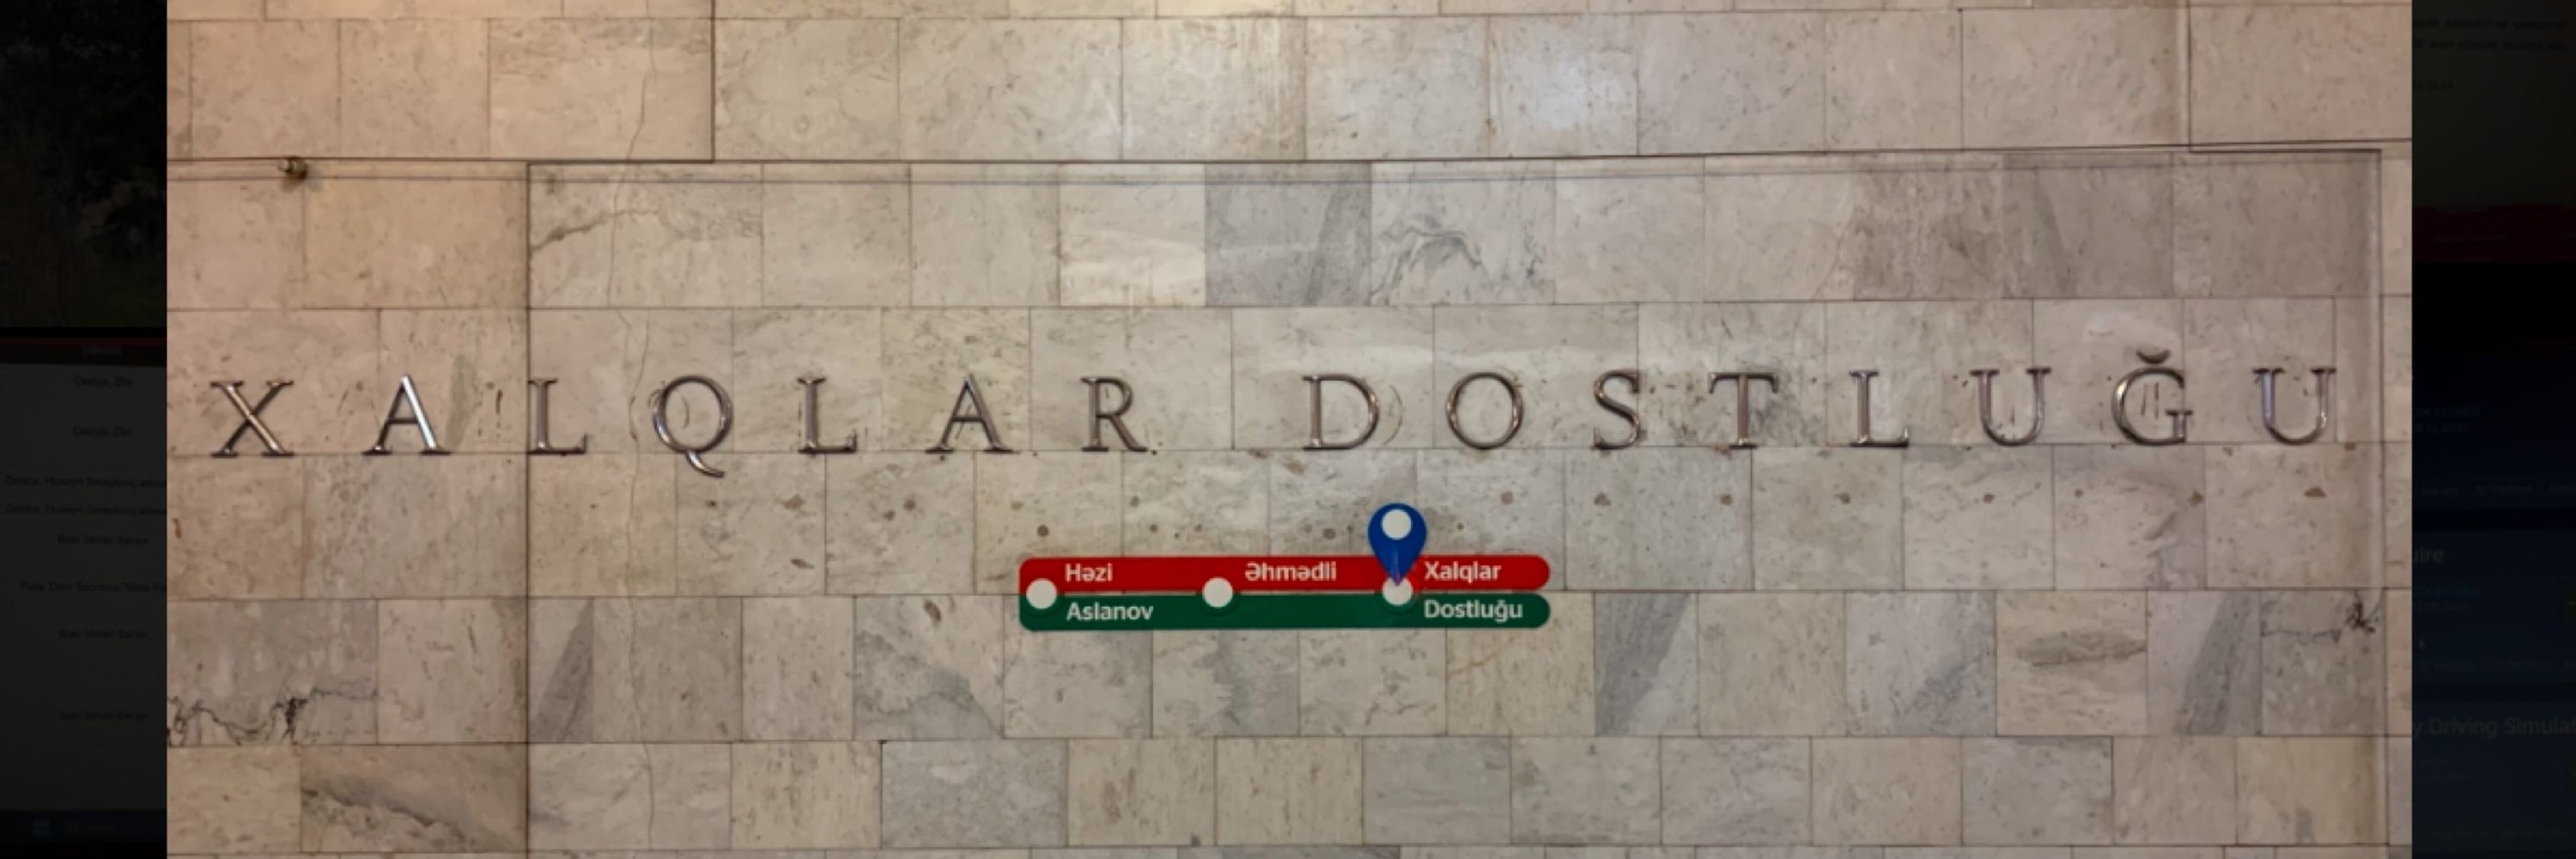 XALQLAR DOSTLUĞU
Həzi Aslanov
Əhmədli
Xalqlar Dostluğu